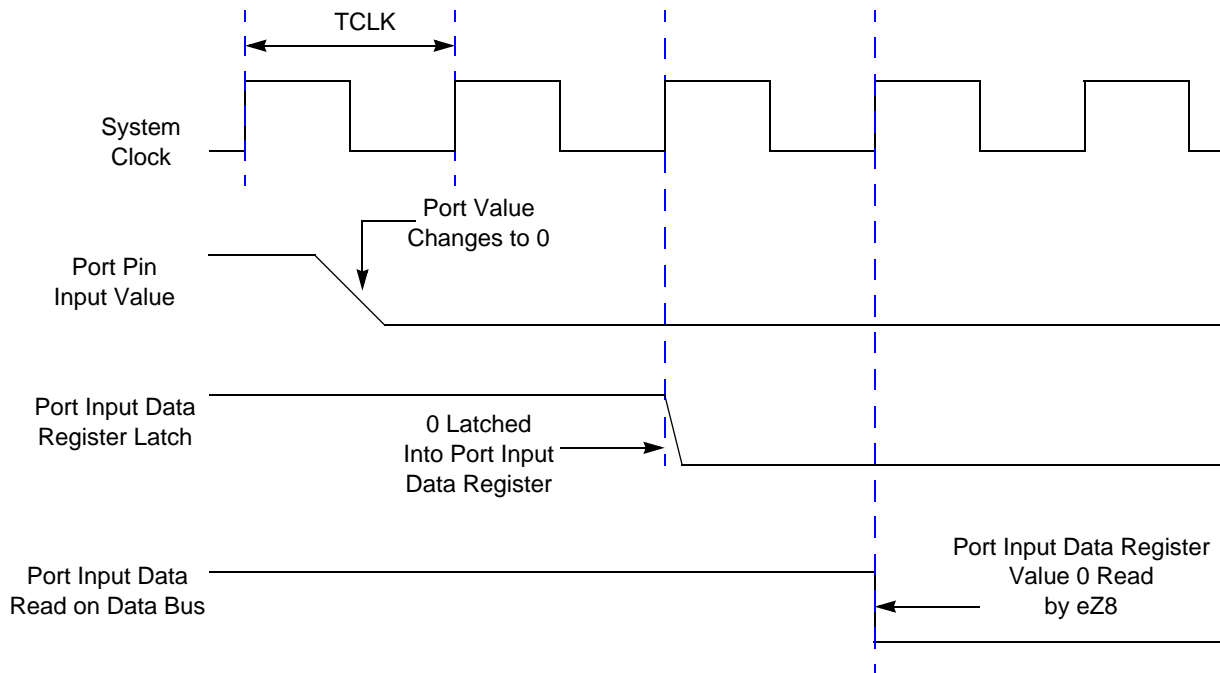 TCLK
System
Clock
Port Value
Changes to 0
Port Pin
Input Value
Port Input Data
Register Latch
0 Latched
Into Port Input
Data Register
Port Input Data
Read on Data Bus
Port Input Data Register
Value 0 Read
by eZ8